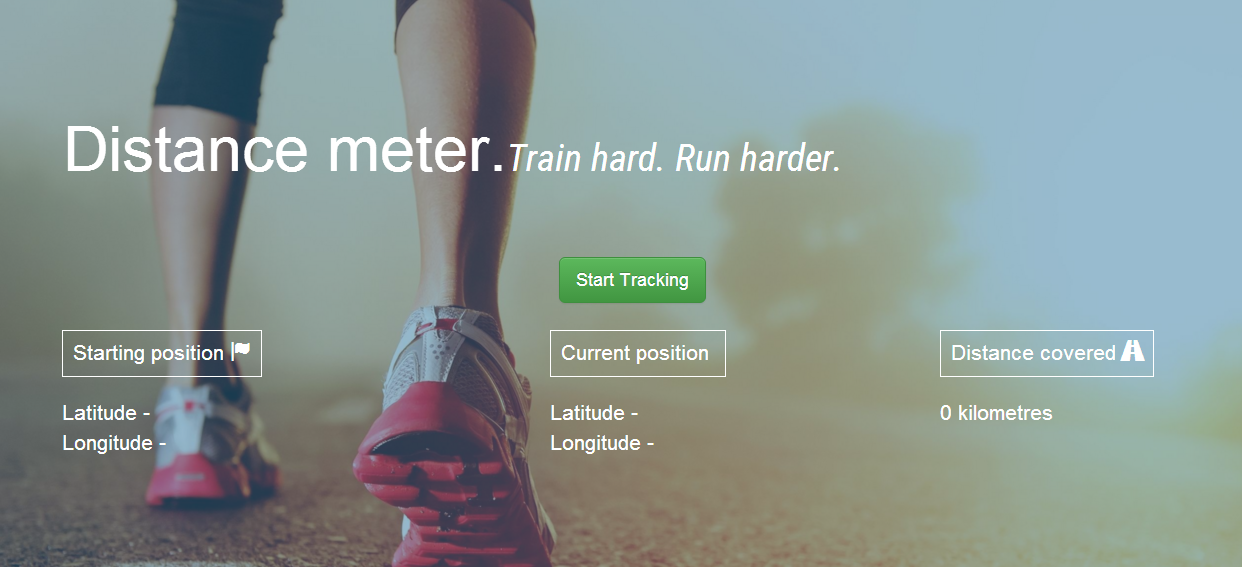 Distance meter. Train hard. Run harder.
Start Tracking
Starting position
Current position
Distance covered
Latitude -
Longitude -
Latitude -
Longitude -
0 kilometres